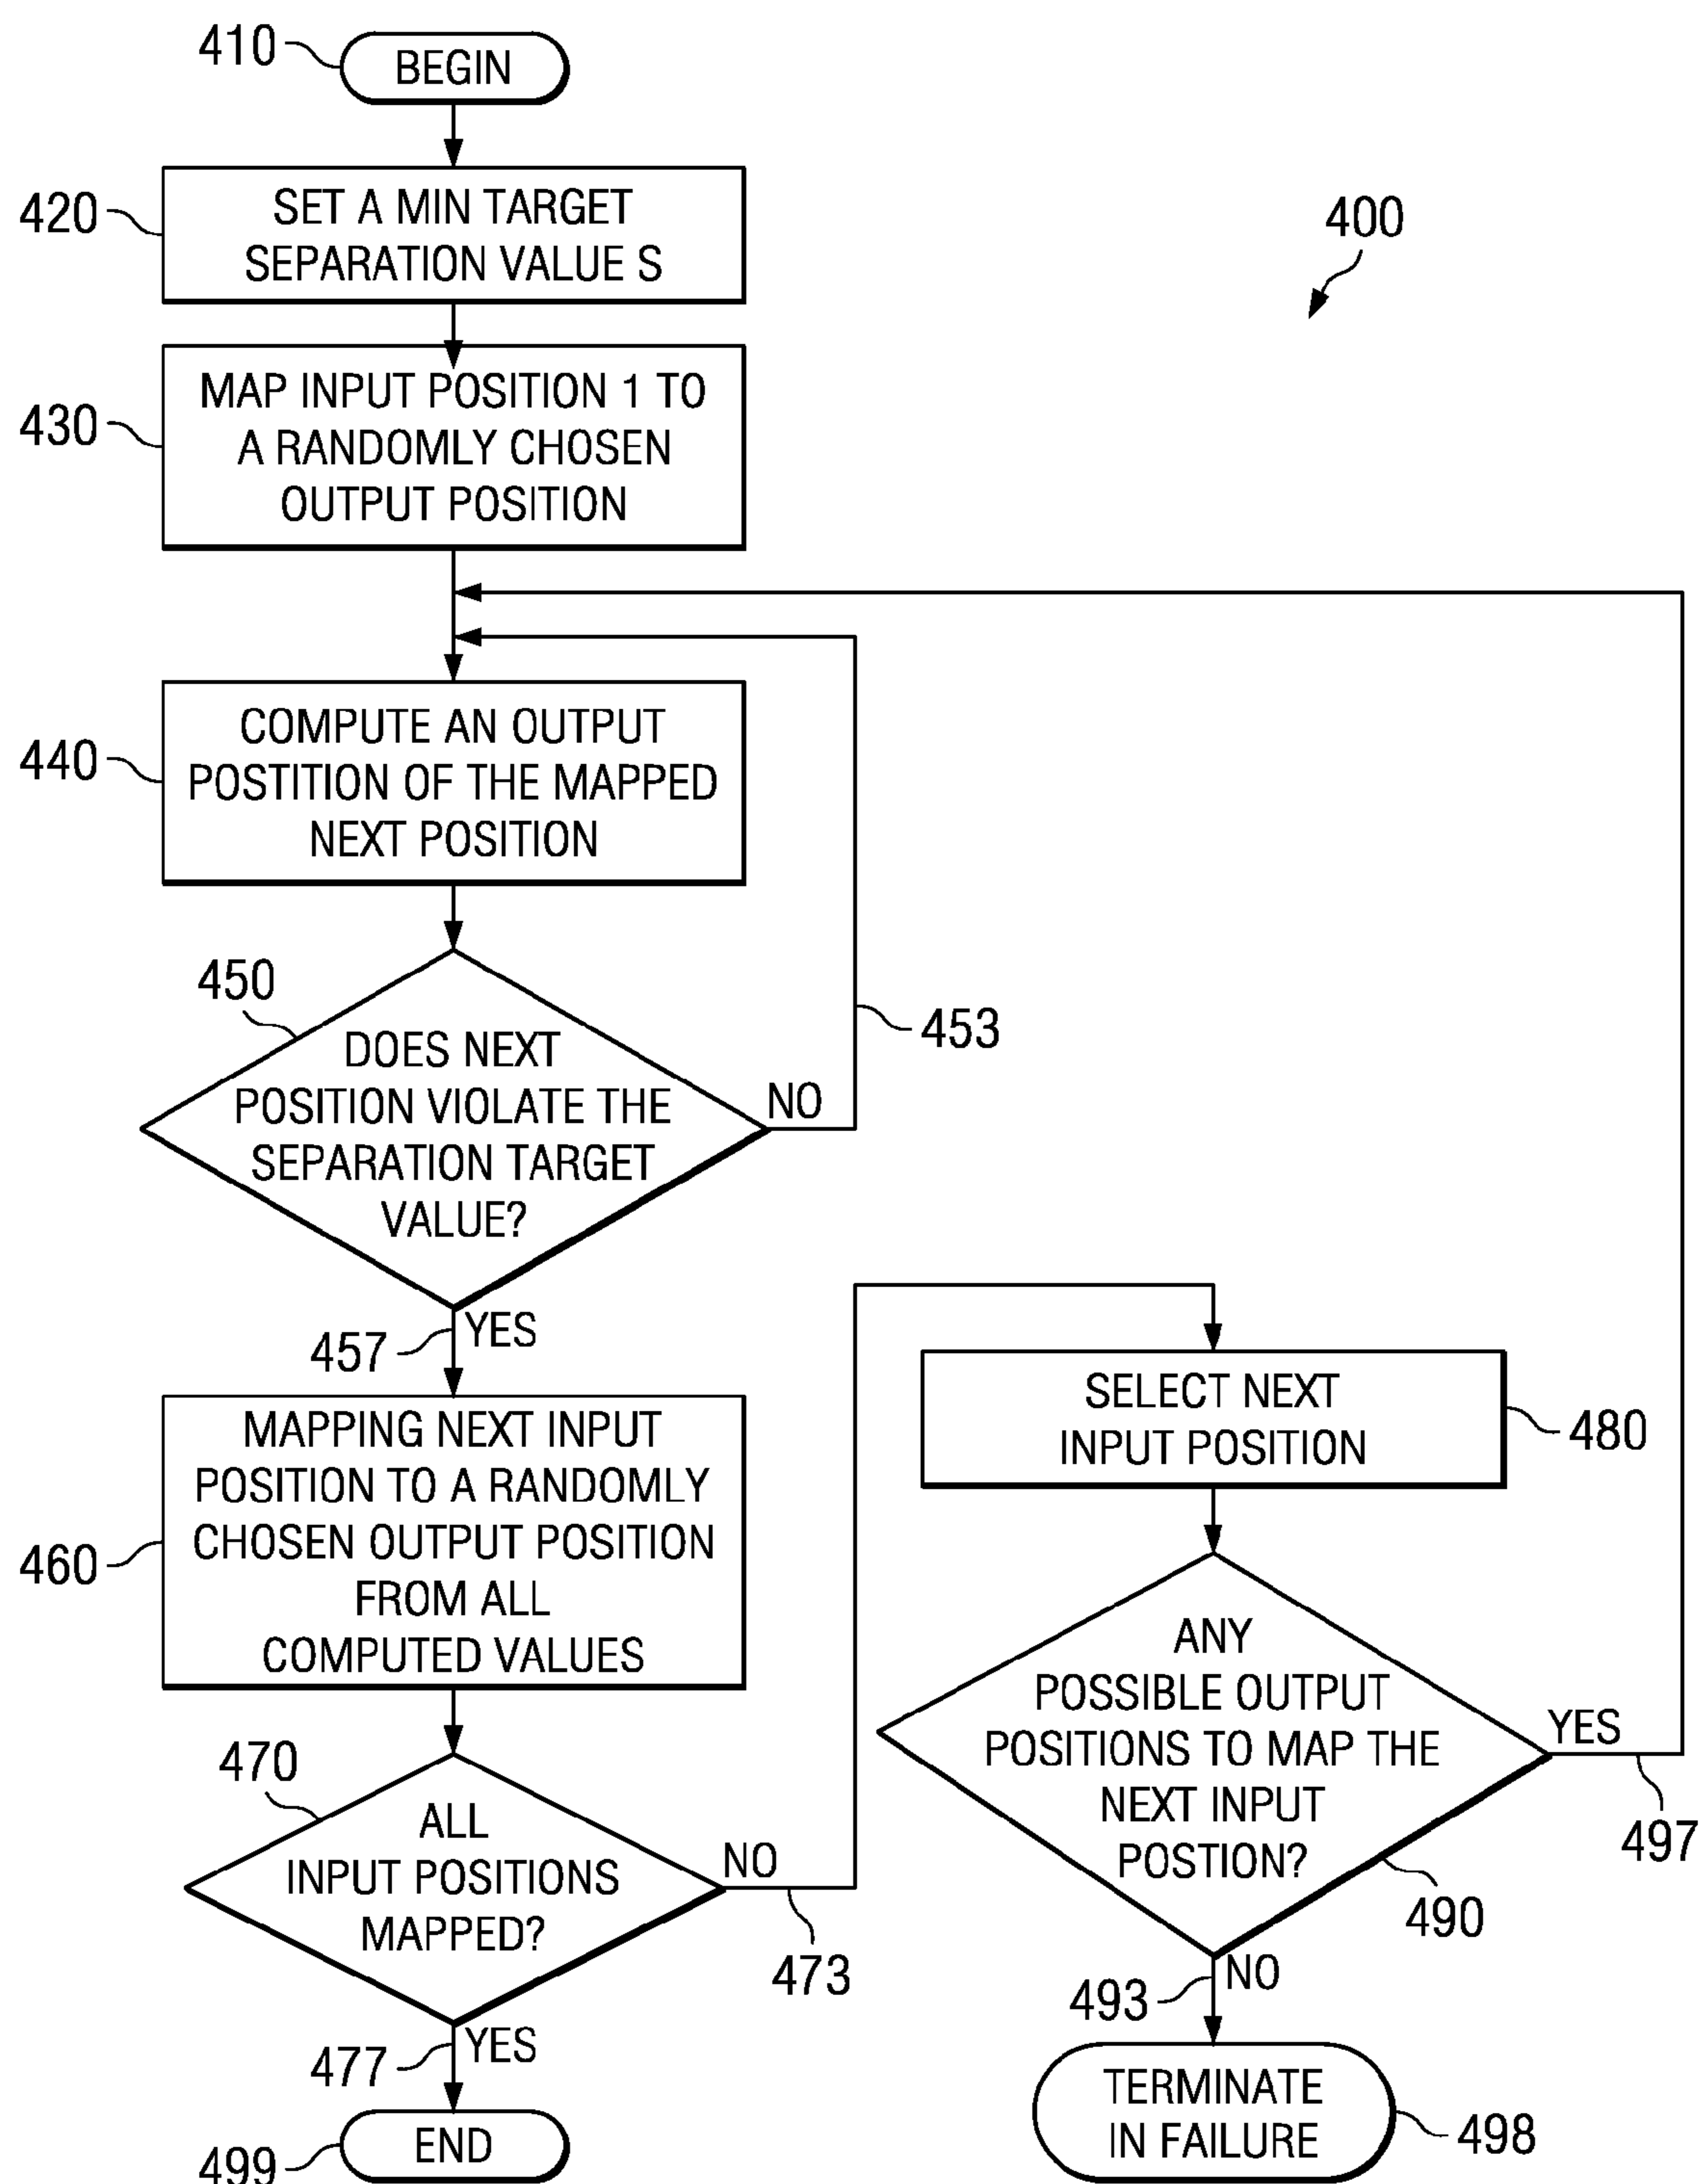 410
BEGIN
420
SET A MIN TARGET
SEPARATION VALUE S
400
430
MAP INPUT POSITION 1 TO
A RANDOMLY CHOSEN
OUTPUT POSITION
440
COMPUTE AN OUTPUT
POSTITION OF THE MAPPED
NEXT POSITION
450
DOES NEXT
POSITION VIOLATE THE
SEPARATION TARGET
VALUE?
NO
453
YES
457
460
MAPPING NEXT INPUT
POSITION TO A RANDOMLY
CHOSEN OUTPUT POSITION
FROM ALL
COMPUTED VALUES
470
ALL
INPUT POSITIONS
MAPPED?
NO
473
YES
477
END
499
SELECT NEXT
INPUT POSITION
480
ANY
POSSIBLE OUTPUT
POSITIONS TO MAP THE
NEXT INPUT
POSTION?
YES
497
490
NO
493
TERMINATE
IN FAILURE
498